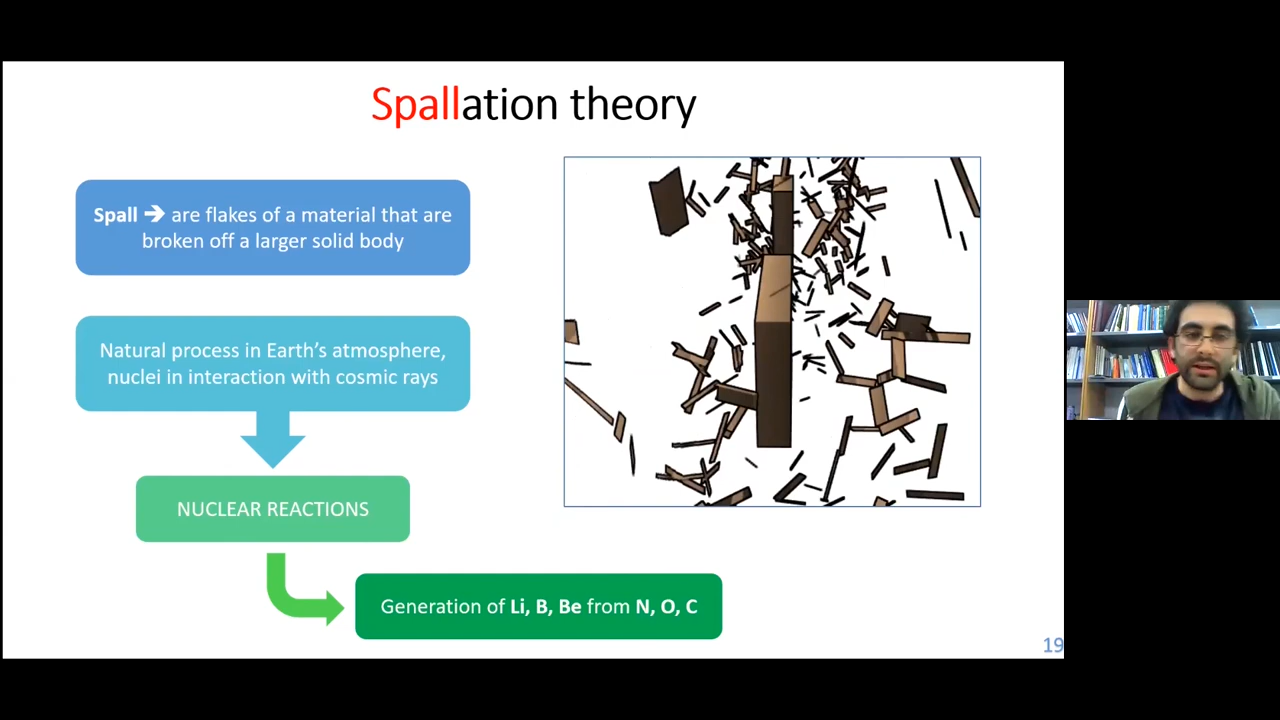 Spallation theory
Spall ➔ are flakes of a material that are
broken off a larger solid body
Natural process in Earth's atmosphere,
nuclei in interaction with cosmic rays
NUCLEAR REACTIONS
Generation of Li, B, Be from N, O, C
19